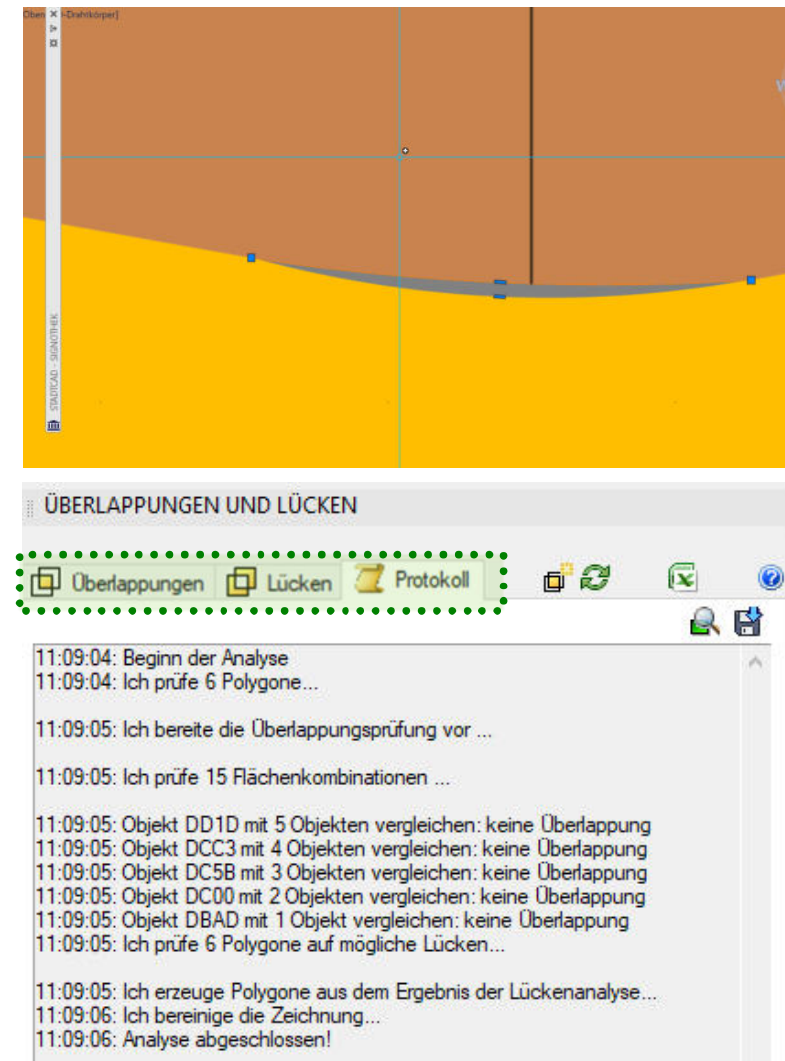 -Drahtkörper]
W
STADTCAD - SIGNOTHEK
ÜBERLAPPUNGEN UND LÜCKEN
Überlappungen Lücken Protokoll
11:09:04: Beginn der Analyse
11:09:04: Ich prüfe 6 Polygone...
11:09:05: Ich bereite die Überlappungsprüfung vor ...
11:09:05: Ich prüfe 15 Flächenkombinationen ...
11:09:05: Objekt DD1D mit 5 Objekten vergleichen: keine Überlappung
11:09:05: Objekt DCC3 mit 4 Objekten vergleichen: keine Überlappung
11:09:05: Objekt DC5B mit 3 Objekten vergleichen: keine Überlappung
11:09:05: Objekt DC00 mit 2 Objekten vergleichen: keine Überlappung
11:09:05: Objekt DBAD mit 1 Objekt vergleichen: keine Überlappung
11:09:05: Ich prüfe 6 Polygone auf mögliche Lücken...
11:09:05: Ich erzeuge Polygone aus dem Ergebnis der Lückenanalyse...
11:09:06: Ich bereinige die Zeichnung...
11:09:06: Analyse abgeschlossen!